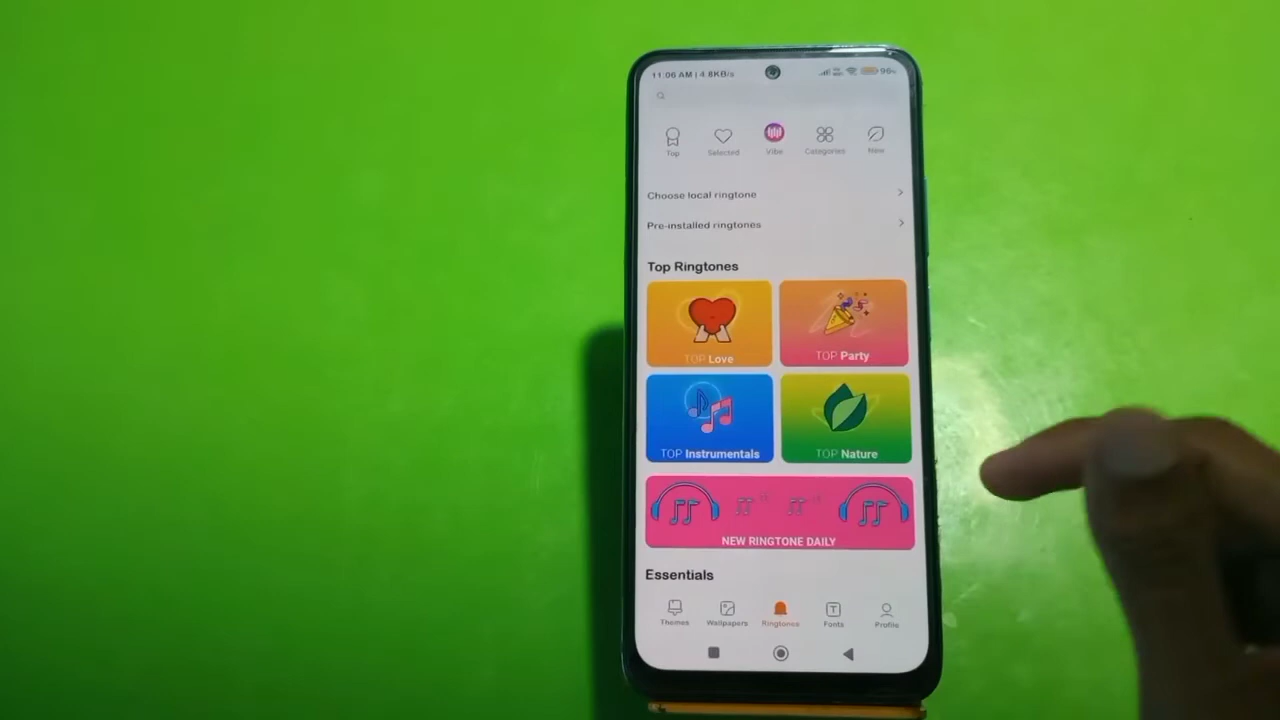 11:06 AM | 4.8KB/s
96%
Top
Selected
Vibe
Categories
New
Choose local ringtone
Pre-installed ringtones
Top Ringtones
TOP Love
TOP Party
TOP Instrumentals
TOP Nature
NEW RINGTONE DAILY
Essentials
Themes
Wallpapers
Ringtones
Fonts
Profile